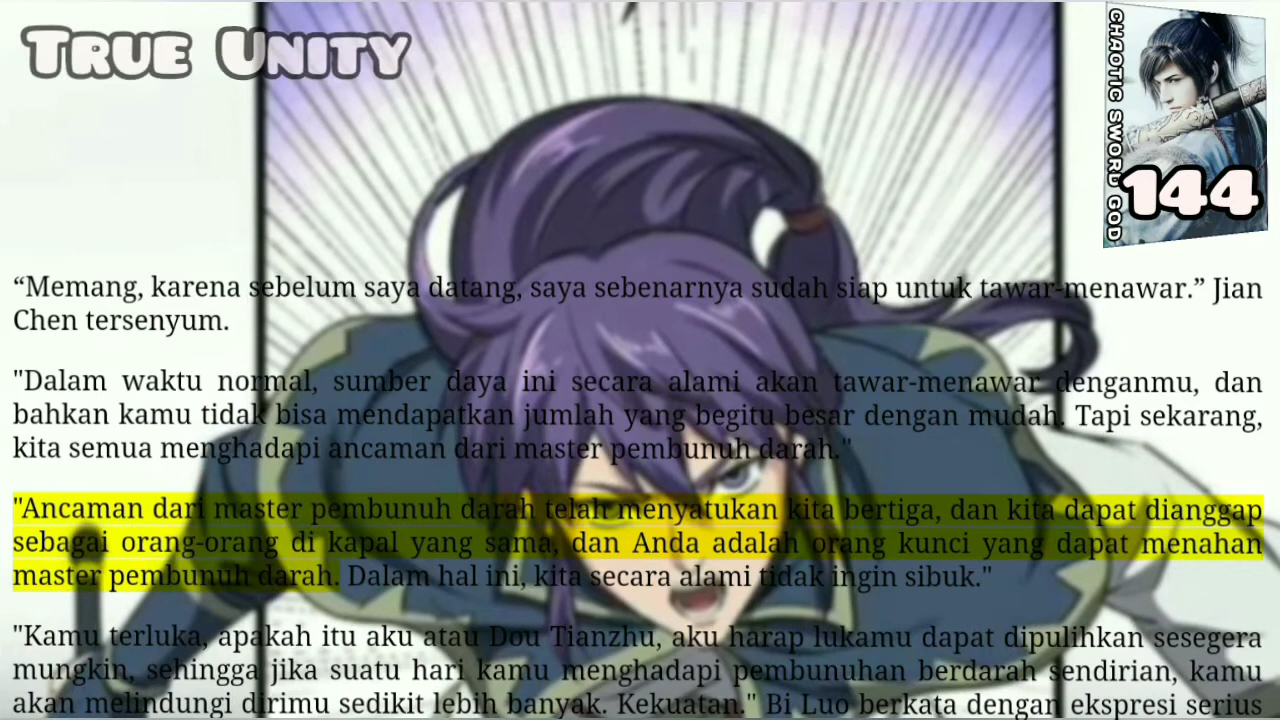 TRUE UNITY
CHAOTIC SWORD GOD
144
“Memang, karena sebelum saya datang, saya sebenarnya sudah siap untuk tawar-menawar.” Jian
Chen tersenyum.
"Dalam waktu normal, sumber daya ini secara alami akan tawar-menawar denganmu, dan
bahkan kamu tidak bisa mendapatkan jumlah yang begitu besar dengan mudah. Tapi sekarang,
kita semua menghadapi ancaman dari master pembunuh darah."
"Ancaman dari master pembunuh darah telah menyatukan kita bertiga, dan kita dapat dianggap
sebagai orang-orang di kapal yang sama, dan Anda adalah orang kunci yang dapat menahan
master pembunuh darah. Dalam hal ini, kita secara alami tidak ingin sibuk."
"Kamu terluka, apakah itu aku atau Dou Tianzhu, aku harap lukamu dapat dipulihkan sesegera
mungkin, sehingga jika suatu hari kamu menghadapi pembunuhan berdarah sendirian, kamu
akan melindungi dirimu sedikit lebih banyak. Kekuatan." Bi Luo berkata dengan ekspresi serius